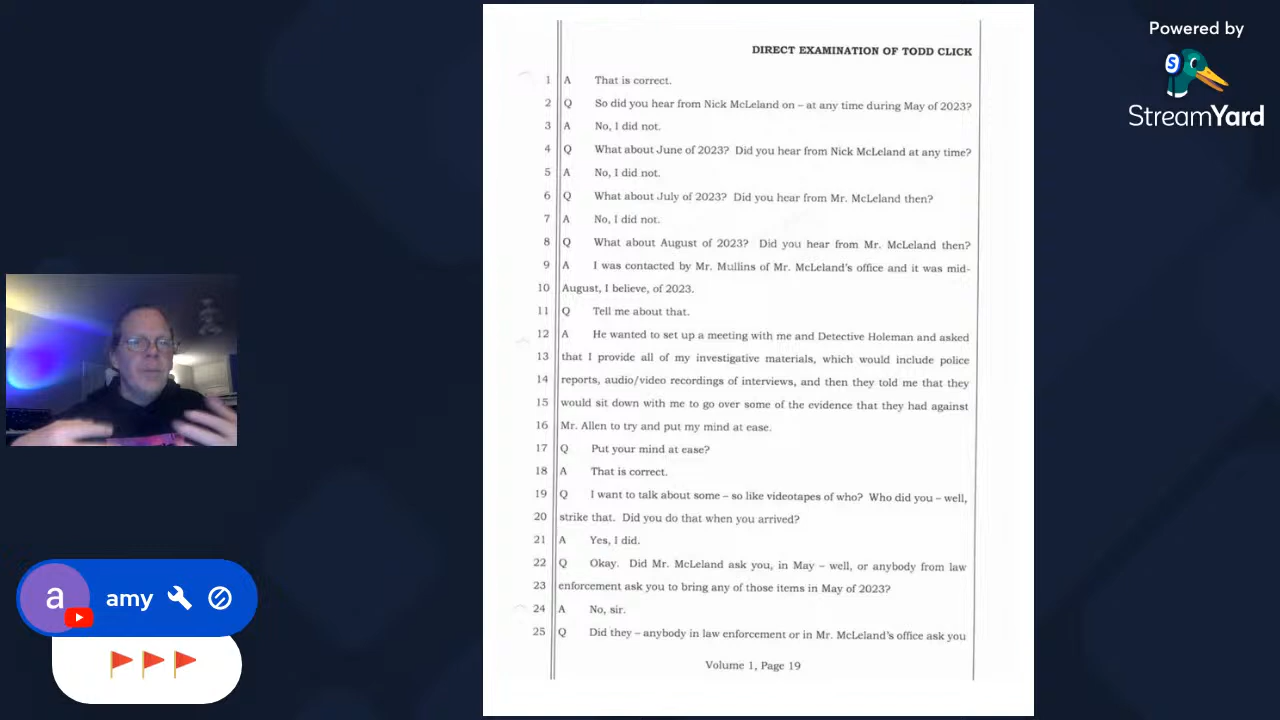 DIRECT EXAMINATION OF TODD CLICK
1 A That is correct.
2 Q So did you hear from Nick McLeland on – at any time during May of 2023?
3 A No, I did not.
4 Q What about June of 2023? Did you hear from Nick McLeland at any time?
5 A No, I did not.
6 Q What about July of 2023? Did you hear from Mr. McLeland then?
7 A No, I did not.
8 Q What about August of 2023? Did you hear from Mr. McLeland then?
9 A I was contacted by Mr. Mullins of Mr. McLeland's office and it was mid-
10 August, I believe, of 2023.
11 Q Tell me about that.
12 A He wanted to set up a meeting with me and Detective Holeman and asked
13 that I provide all of my investigative materials, which would include police
14 reports, audio/video recordings of interviews, and then they told me that they
15 would sit down with me to go over some of the evidence that they had against
16 Mr. Allen to try and put my mind at ease.
17 Q Put your mind at ease?
18 A That is correct.
19 Q I want to talk about some – so like videotapes of who? Who did you – well,
20 strike that. Did you do that when you arrived?
21 A Yes, I did.
22 Q Okay. Did Mr. McLeland ask you, in May – well, or anybody from law
23 enforcement ask you to bring any of those items in May of 2023?
24 A No, sir.
25 Q Did they – anybody in law enforcement or in Mr. McLeland's office ask you
Volume 1, Page 19
Powered by
S
StreamYard
a
amy
🚩🚩🚩